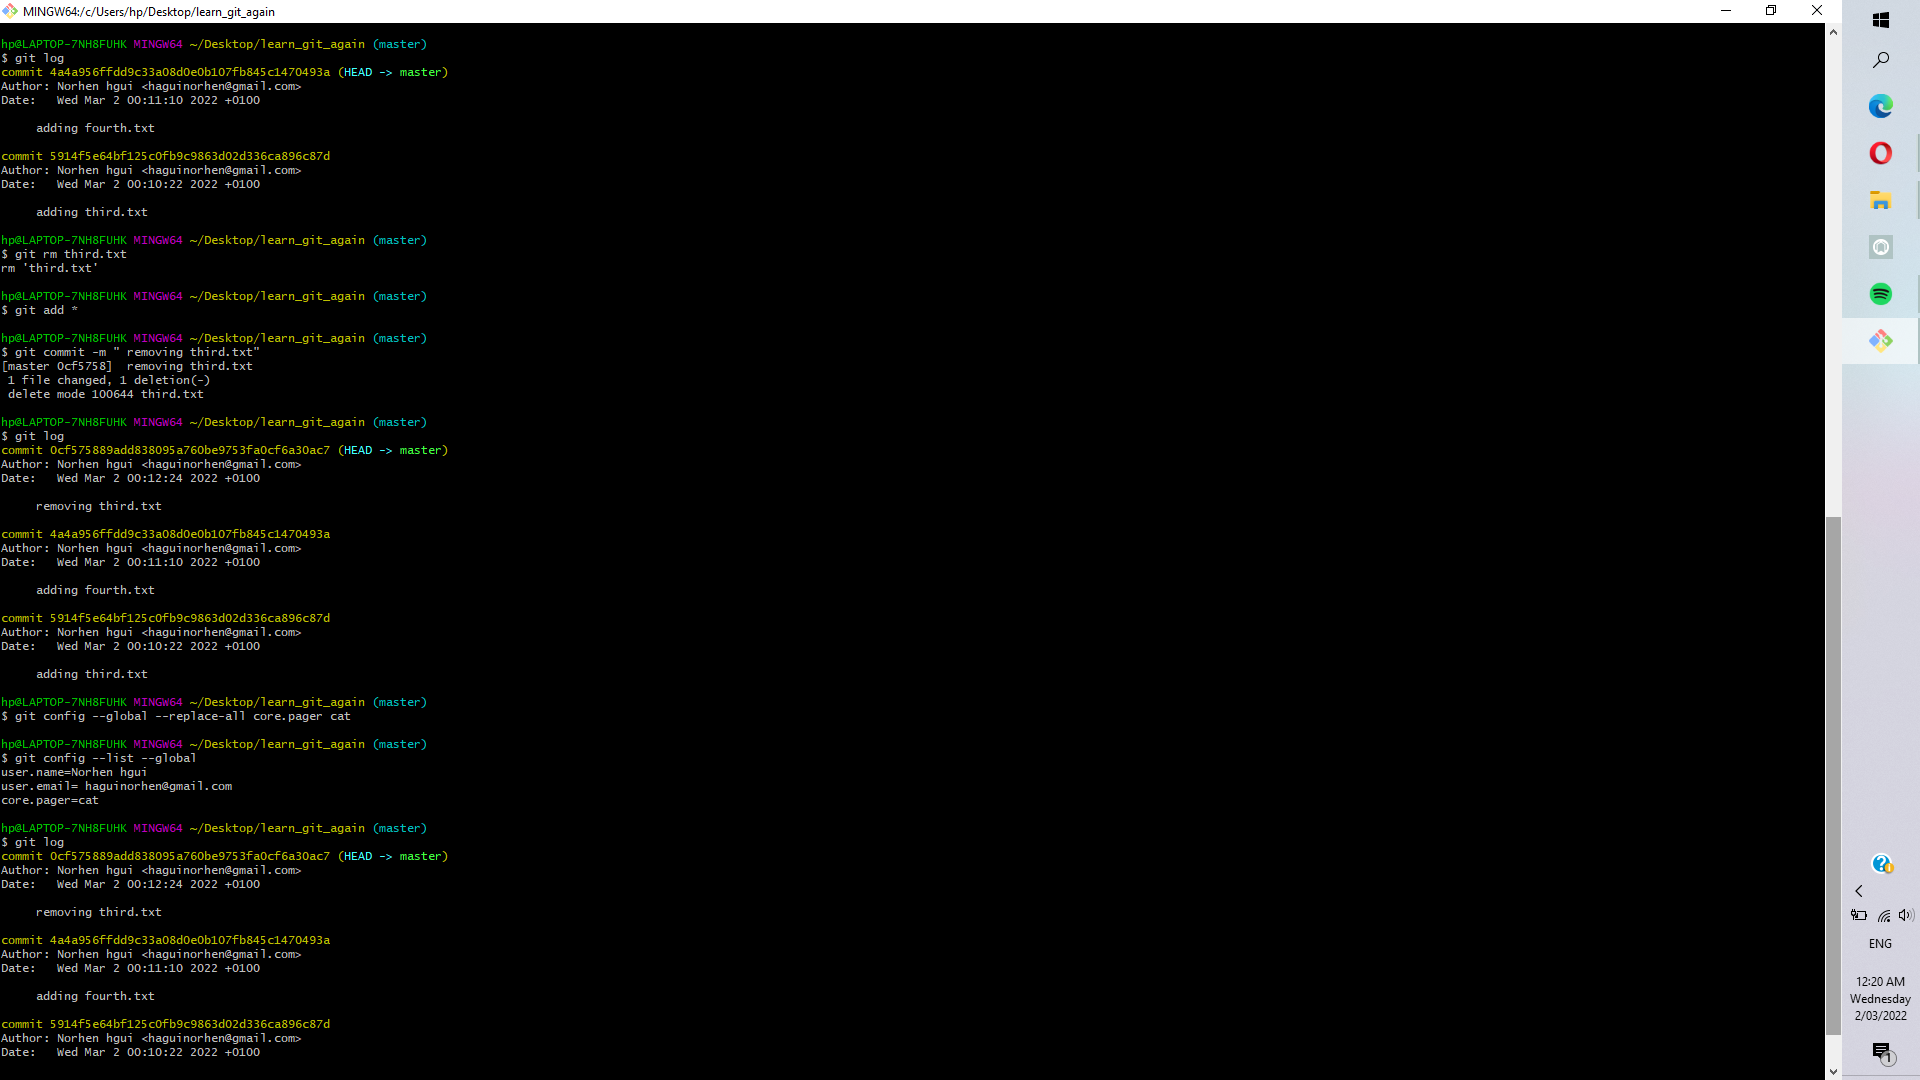 MINGW64:/c/Users/hp/Desktop/learn_git_again
hp@LAPTOP-7NH8FUHK MINGW64 ~/Desktop/learn_git_again (master)
$ git log
commit 4a4a956ffdd9c33a08d0e0b107fb845c1470493a (HEAD -> master)
Author: Norhen hgui <haguinorhen@gmail.com>
Date:   Wed Mar 2 00:11:10 2022 +0100
adding fourth.txt
commit 5914f5e64bf125c0fb9c9863d02d336ca896c87d
Author: Norhen hgui <haguinorhen@gmail.com>
Date:   Wed Mar 2 00:10:22 2022 +0100
adding third.txt
hp@LAPTOP-7NH8FUHK MINGW64 ~/Desktop/learn_git_again (master)
$ git rm third.txt
rm 'third.txt'
hp@LAPTOP-7NH8FUHK MINGW64 ~/Desktop/learn_git_again (master)
$ git add *
hp@LAPTOP-7NH8FUHK MINGW64 ~/Desktop/learn_git_again (master)
$ git commit -m " removing third.txt"
[master 0cf5758]  removing third.txt
1 file changed, 1 deletion(-)
delete mode 100644 third.txt
hp@LAPTOP-7NH8FUHK MINGW64 ~/Desktop/learn_git_again (master)
$ git log
commit 0cf575889add838095a760be9753fa0cf6a30ac7 (HEAD -> master)
Author: Norhen hgui <haguinorhen@gmail.com>
Date:   Wed Mar 2 00:12:24 2022 +0100
removing third.txt
commit 4a4a956ffdd9c33a08d0e0b107fb845c1470493a
Author: Norhen hgui <haguinorhen@gmail.com>
Date:   Wed Mar 2 00:11:10 2022 +0100
adding fourth.txt
commit 5914f5e64bf125c0fb9c9863d02d336ca896c87d
Author: Norhen hgui <haguinorhen@gmail.com>
Date:   Wed Mar 2 00:10:22 2022 +0100
adding third.txt
hp@LAPTOP-7NH8FUHK MINGW64 ~/Desktop/learn_git_again (master)
$ git config --global --replace-all core.pager cat
hp@LAPTOP-7NH8FUHK MINGW64 ~/Desktop/learn_git_again (master)
$ git config --list --global
user.name=Norhen hgui
user.email= haguinorhen@gmail.com
core.pager=cat
hp@LAPTOP-7NH8FUHK MINGW64 ~/Desktop/learn_git_again (master)
$ git log
commit 0cf575889add838095a760be9753fa0cf6a30ac7 (HEAD -> master)
Author: Norhen hgui <haguinorhen@gmail.com>
Date:   Wed Mar 2 00:12:24 2022 +0100
removing third.txt
commit 4a4a956ffdd9c33a08d0e0b107fb845c1470493a
Author: Norhen hgui <haguinorhen@gmail.com>
Date:   Wed Mar 2 00:11:10 2022 +0100
adding fourth.txt
commit 5914f5e64bf125c0fb9c9863d02d336ca896c87d
Author: Norhen hgui <haguinorhen@gmail.com>
Date:   Wed Mar 2 00:10:22 2022 +0100
ENG
12:20 AM
Wednesday
2/03/2022
1